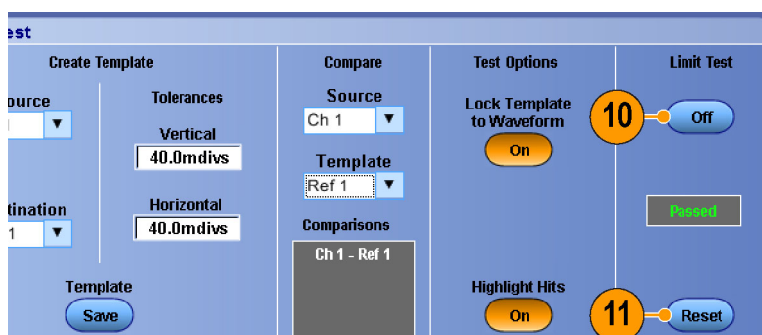 est
Create Template
Compare
Test Options
Limit Test
ource
Tolerances
Vertical
40.0mdivs
Horizontal
40.0mdivs
tination
1
Template
Save
Source
Ch 1
Template
Ref 1
Comparisons
Ch 1 - Ref 1
Lock Template
to Waveform
On
Highlight Hits
On
10
Off
Passed
11
Reset